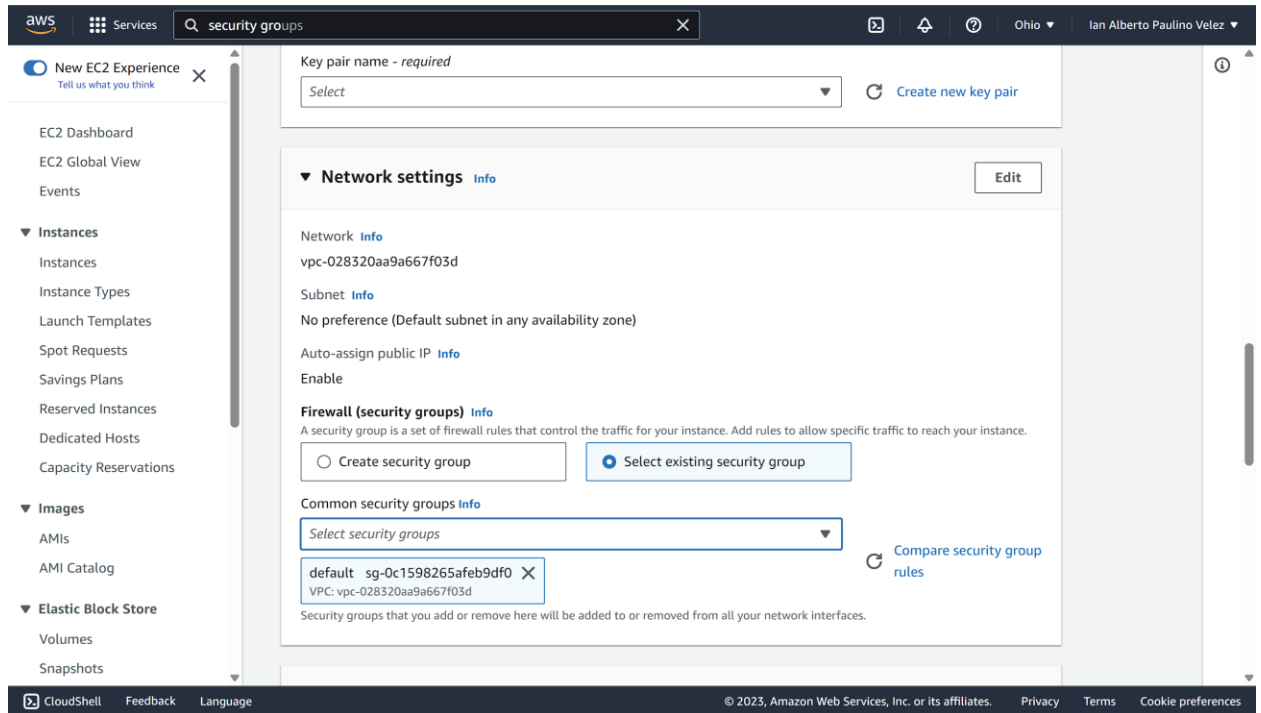 aws
Services
security groups
Ohio
Ian Alberto Paulino Velez
New EC2 Experience
Tell us what you think
EC2 Dashboard
EC2 Global View
Events
Instances
Instances
Instance Types
Launch Templates
Spot Requests
Savings Plans
Reserved Instances
Dedicated Hosts
Capacity Reservations
Images
AMIs
AMI Catalog
Elastic Block Store
Volumes
Snapshots
Key pair name - required
Select
Create new key pair
Network settings Info
Edit
Network Info
vpc-028320aa9a667f03d
Subnet Info
No preference (Default subnet in any availability zone)
Auto-assign public IP Info
Enable
Firewall (security groups) Info
A security group is a set of firewall rules that control the traffic for your instance. Add rules to allow specific traffic to reach your instance.
Create security group
Select existing security group
Common security groups Info
Select security groups
Compare security group
rules
default sg-0c1598265afeb9df0
VPC: vpc-028320aa9a667f03d
Security groups that you add or remove here will be added to or removed from all your network interfaces.
CloudShell
Feedback
Language
© 2023, Amazon Web Services, Inc. or its affiliates.
Privacy
Terms
Cookie preferences